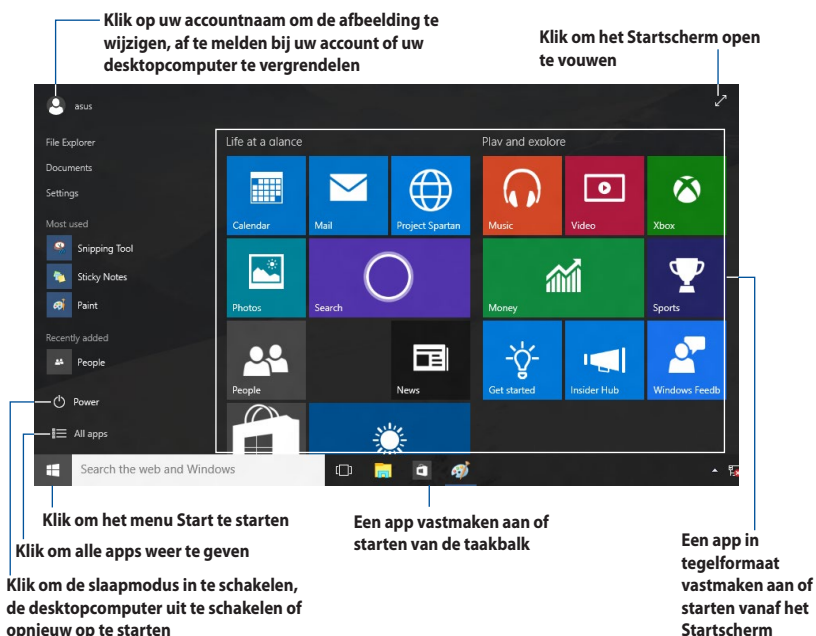 Klik op uw accountnaam om de afbeelding te
wijzigen, af te melden bij uw account of uw
desktopcomputer te vergrendelen
Klik om het Startscherm open
te vouwen
asus
File Explorer
Documents
Settings
Most used
Snipping Tool
Sticky Notes
Paint
Recently added
People
Power
All apps
Life at a glance
Calendar
Mail
Project Spartan
Photos
Search
People
News
Play and explore
Music
Video
Xbox
Money
Sports
Get started
Insider Hub
Windows Feedb
Search the web and Windows
Klik om het menu Start te starten
Klik om alle apps weer te geven
Klik om de slaapmodus in te schakelen,
de desktopcomputer uit te schakelen of
opnieuw op te starten
Een app vastmaken aan of
starten van de taakbalk
Een app in
tegelformaat
vastmaken aan of
starten vanaf het
Startscherm